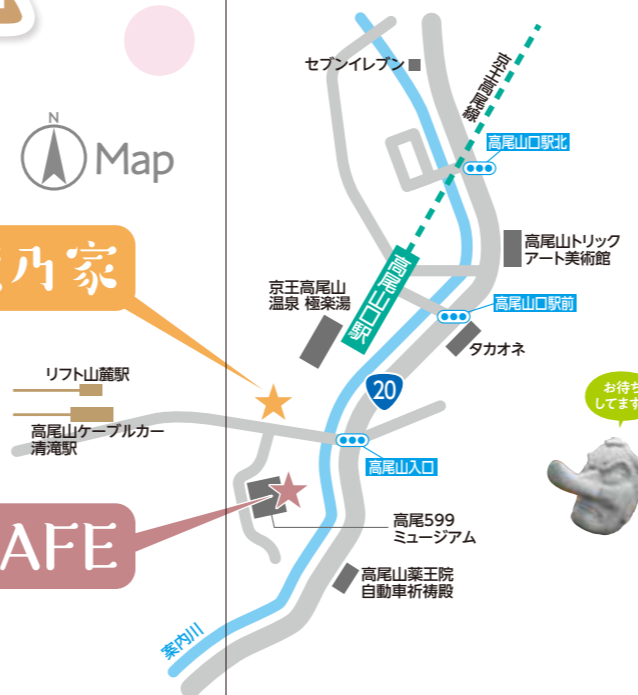 セブンイレブン
京王高尾線
N
Map
高尾山口駅北
高尾山トリック
アート美術館
乃家
京王高尾山
温泉 極楽湯
高尾山口駅
高尾山口駅前
タカオネ
リフト山麓駅
20
お待ち
してます
高尾山ケーブルカー
清滝駅
高尾山入口
AFE
高尾599
ミュージアム
高尾山薬王院
自動車祈祷殿
案内川